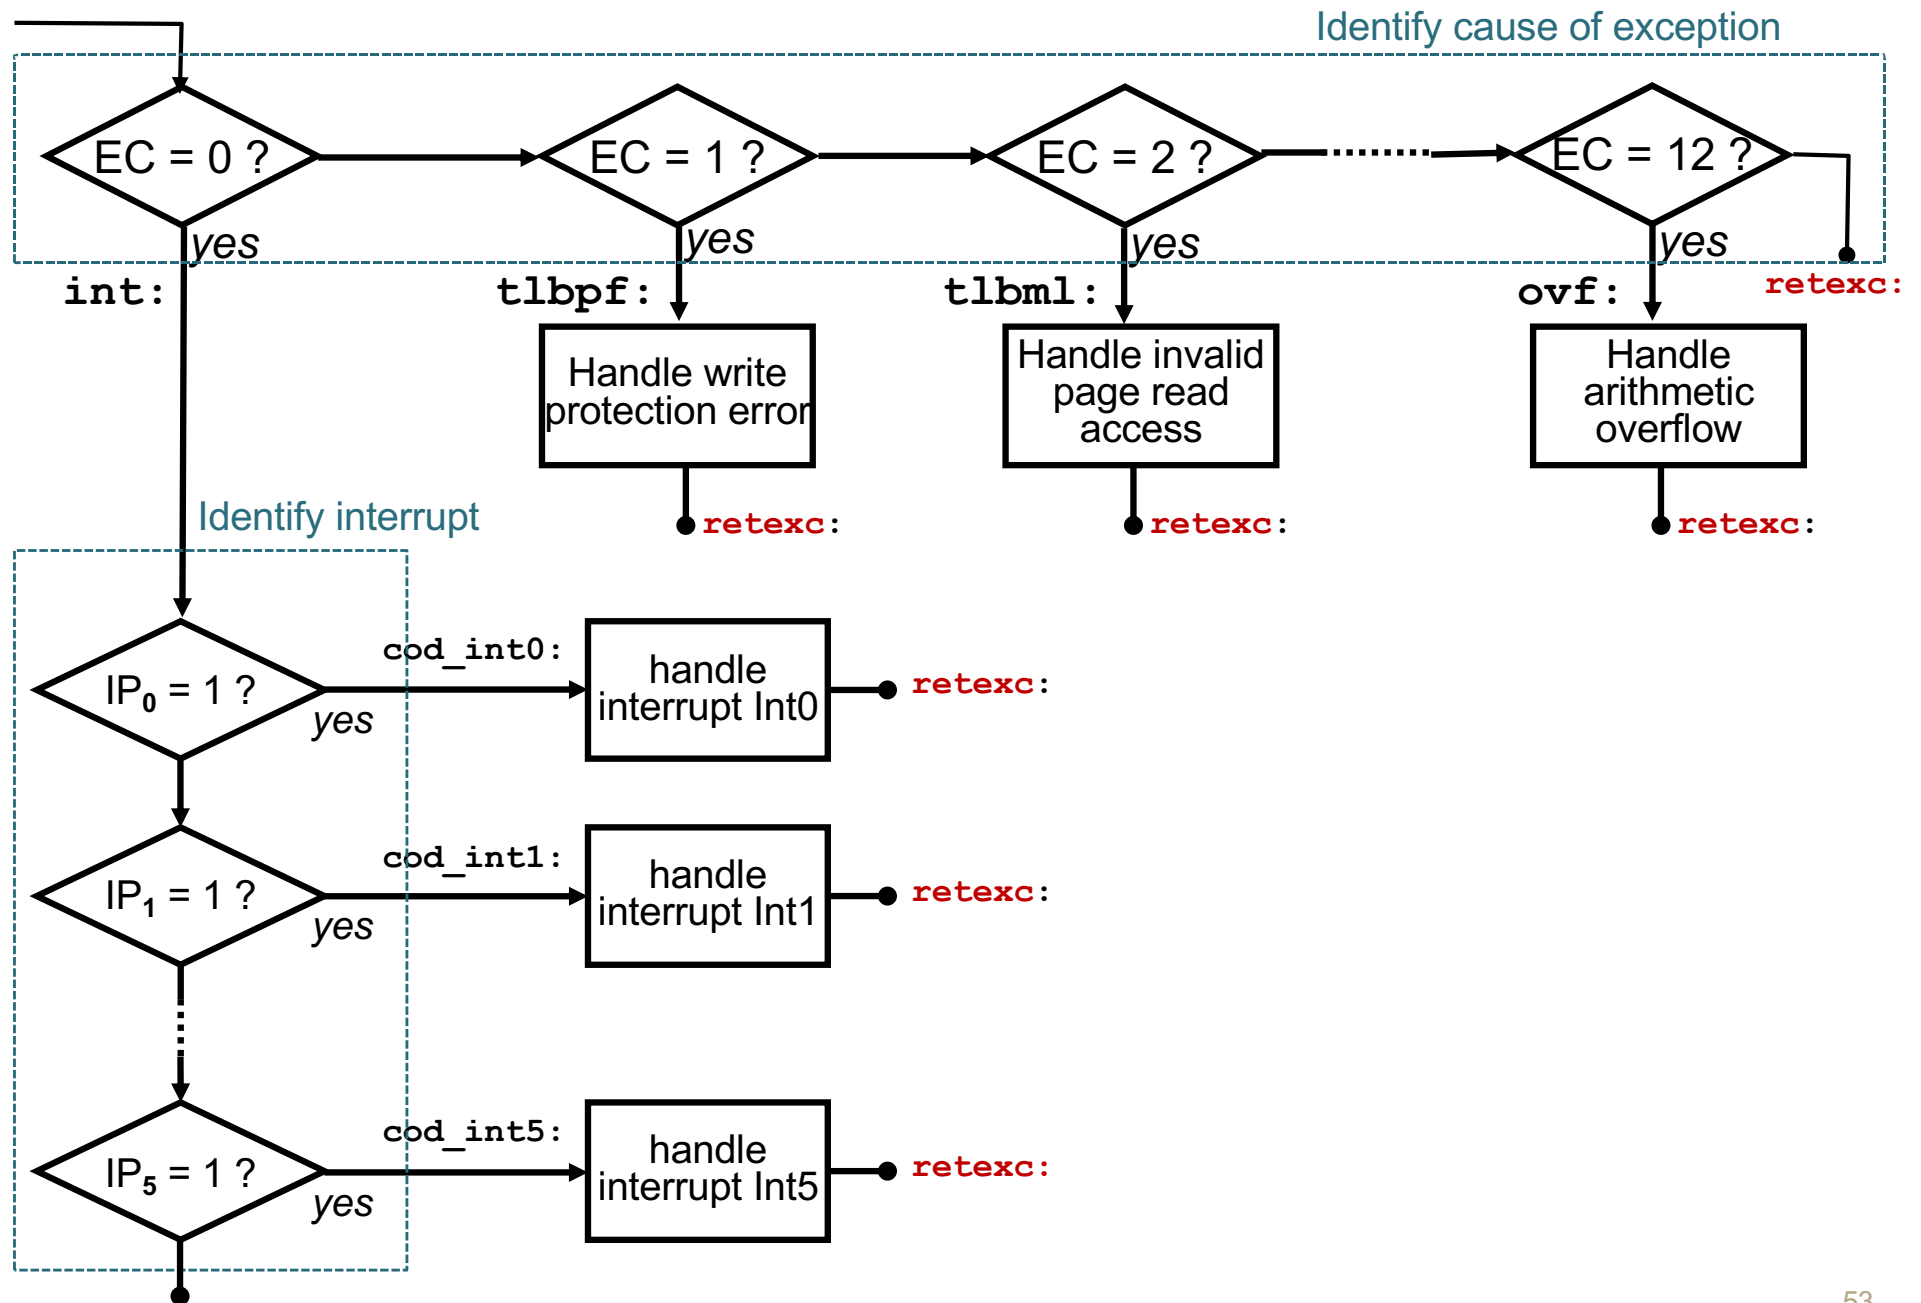 Identify cause of exception
EC = 0 ?
EC = 1 ?
EC = 2 ?
EC = 12 ?
yes
yes
yes
yes
int:
tlbpf:
tlbml:
ovf:
retexc:
Handle write
protection error
Handle invalid
page read
access
Handle
arithmetic
overflow
retexc:
retexc:
retexc:
Identify interrupt
IP0 = 1 ?
yes
cod_int0:
handle
interrupt Int0
retexc:
IP1 = 1 ?
yes
cod_int1:
handle
interrupt Int1
retexc:
IP5 = 1 ?
yes
cod_int5:
handle
interrupt Int5
retexc:
53